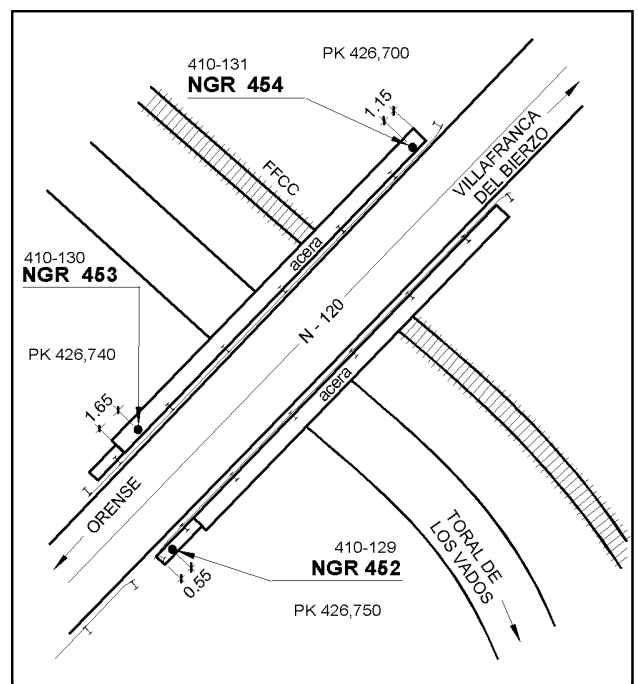 PK 426,700
410-131
NGR 454
1.15
VILLAFRANCA
DEL BIERZO
FFCC
acera
410-130
NGR 453
N - 120
PK 426,740
acera
1.65
ORENSE
TORAL DE
LOS VADOS
410-129
NGR 452
0.55
PK 426,750